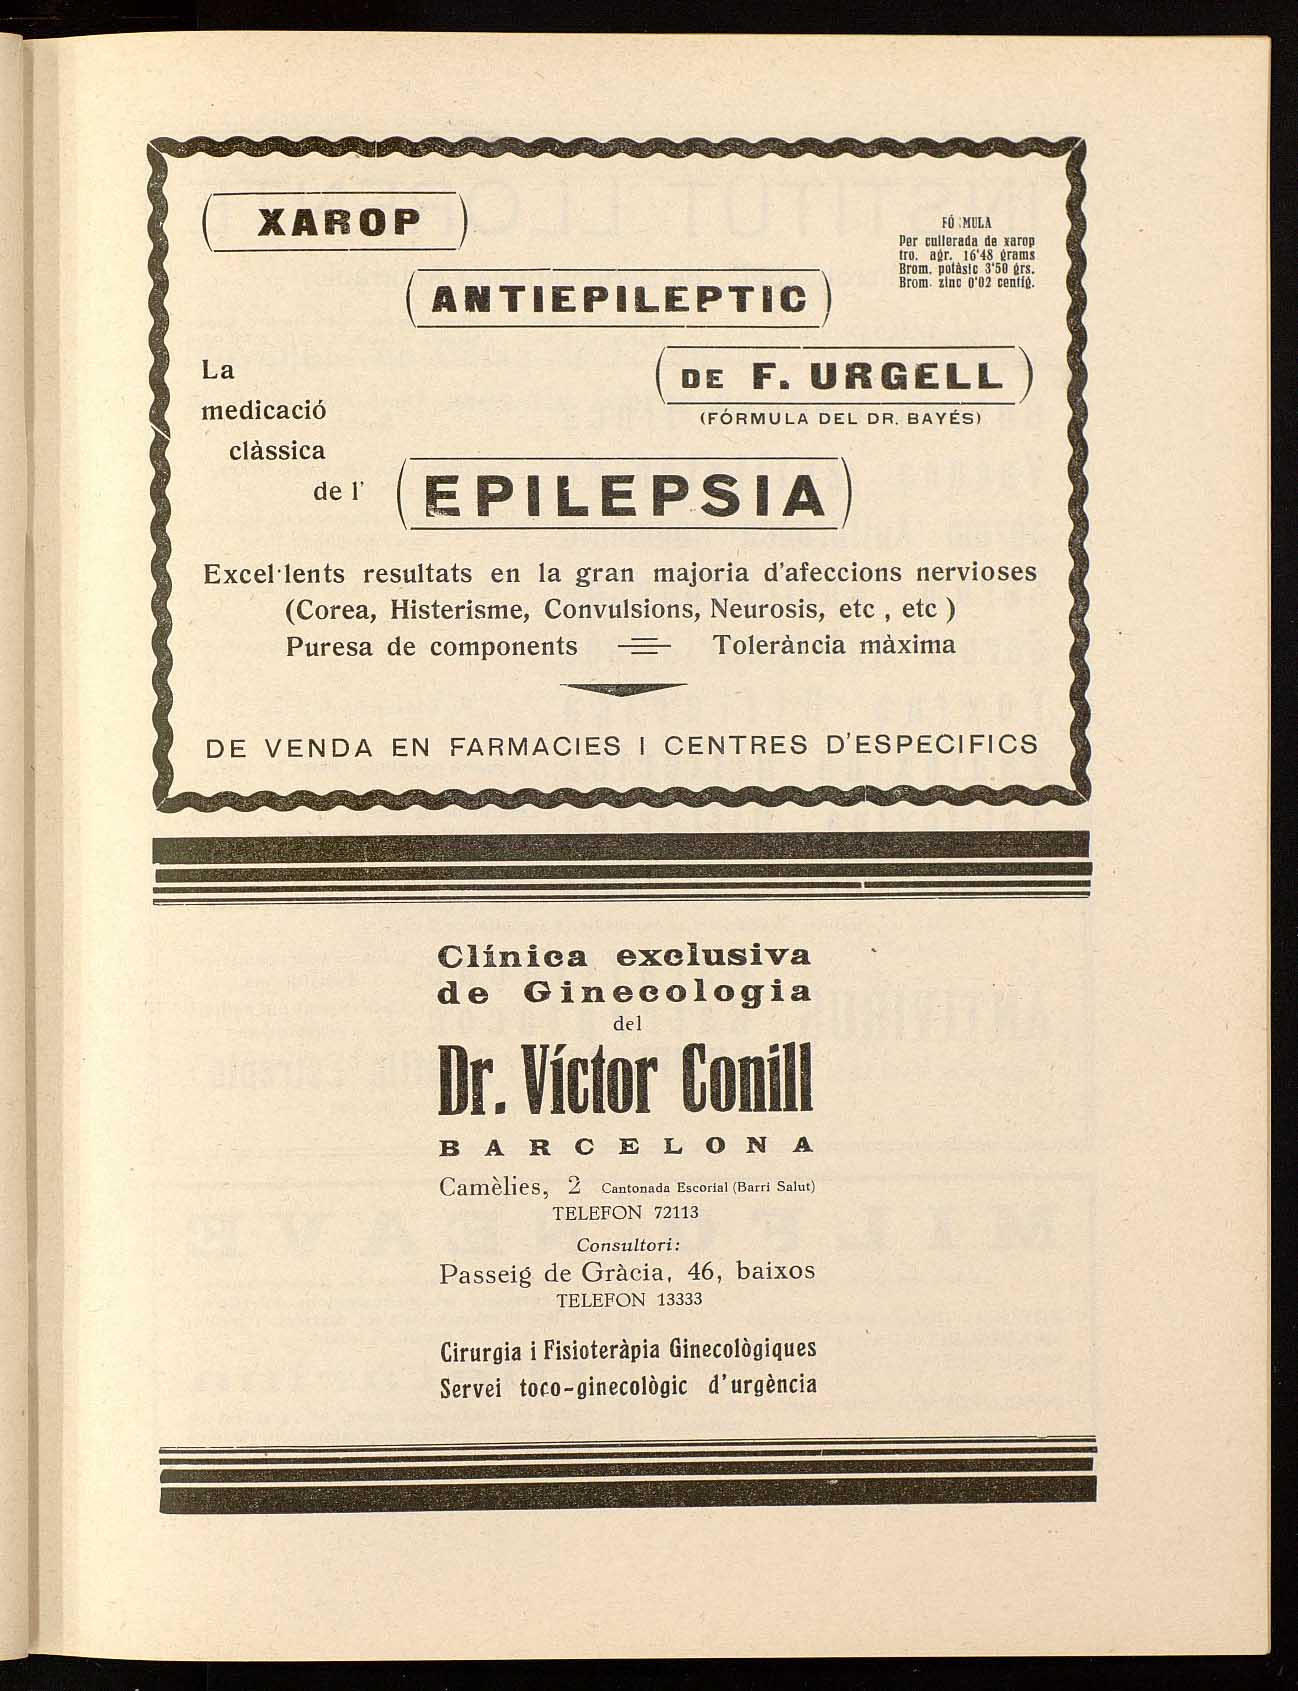 XAROP
ANTIEPILEPTIC
DE F. URGELL
(FÓRMULA DEL DR. BAYÉS)
FÓ MULA
Per cullerada de xarop
tro. agr. 16'48 grams
Brom. potàsic 3'50 grs.
Brom. zinc 0'02 centig.
La
medicació
clàssica
de l'
EPILEPSIA
Excel·lents resultats en la gran majoria d'afeccions nervioses
(Corea, Histerisme, Convulsions, Neurosis, etc , etc )
Puresa de components Tolerància màxima
DE VENDA EN FARMACIES I CENTRES D'ESPECIFICS
Clínica exclusiva
de Ginecologia
del
Dr. Víctor Conill
BARCELONA
Camèlies, 2 Cantonada Escorial (Barri Salut)
TELEFON 72113
Consultori:
Passeig de Gràcia, 46, baixos
TELEFON 13333
Cirurgia i Fisioteràpia Ginecològiques
Servei toco-ginecològic d'urgència